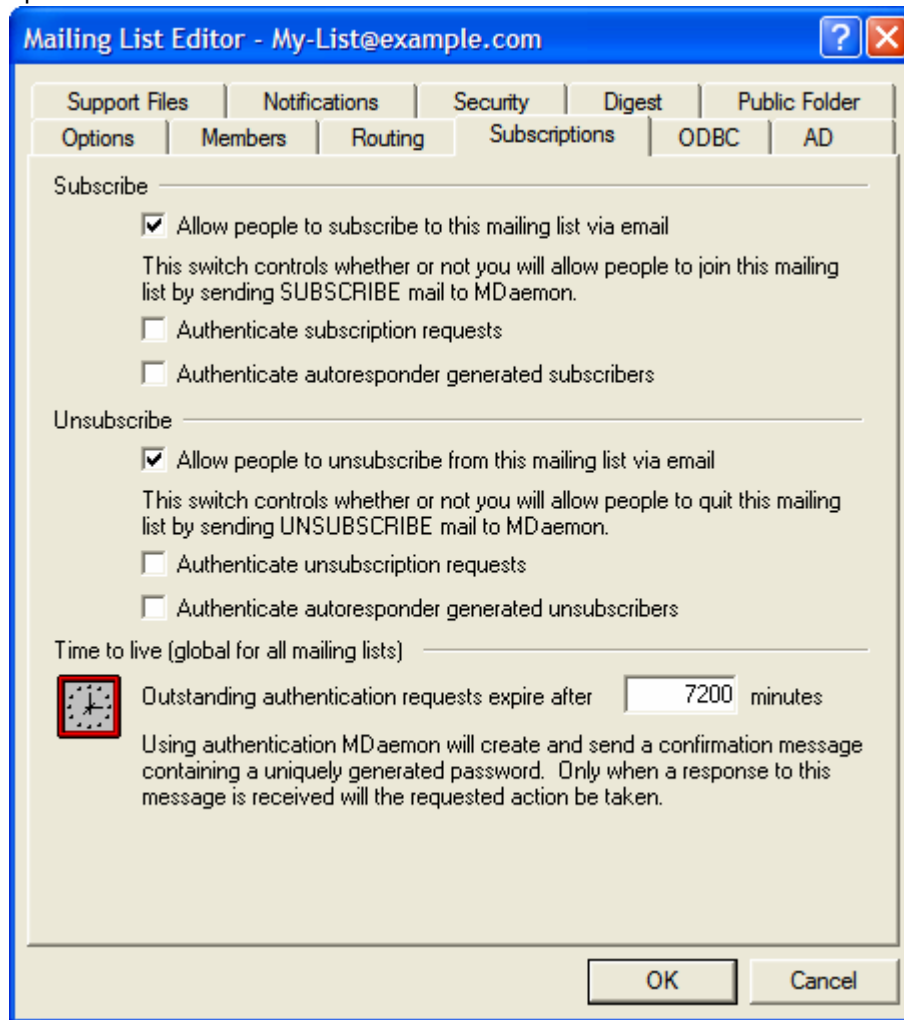 Mailing List Editor - My-List@example.com
Support Files Notifications Security Digest Public Folder
Options Members Routing Subscriptions ODBC AD
Subscribe
Allow people to subscribe to this mailing list via email
This switch controls whether or not you will allow people to join this mailing
list by sending SUBSCRIBE mail to MDaemon.
Authenticate subscription requests
Authenticate autoresponder generated subscribers
Unsubscribe
Allow people to unsubscribe from this mailing list via email
This switch controls whether or not you will allow people to quit this mailing
list by sending UNSUBSCRIBE mail to MDaemon.
Authenticate unsubscription requests
Authenticate autoresponder generated unsubscribers
Time to live (global for all mailing lists)
Outstanding authentication requests expire after 7200 minutes
Using authentication MDaemon will create and send a confirmation message
containing a uniquely generated password. Only when a response to this
message is received will the requested action be taken.
OK Cancel